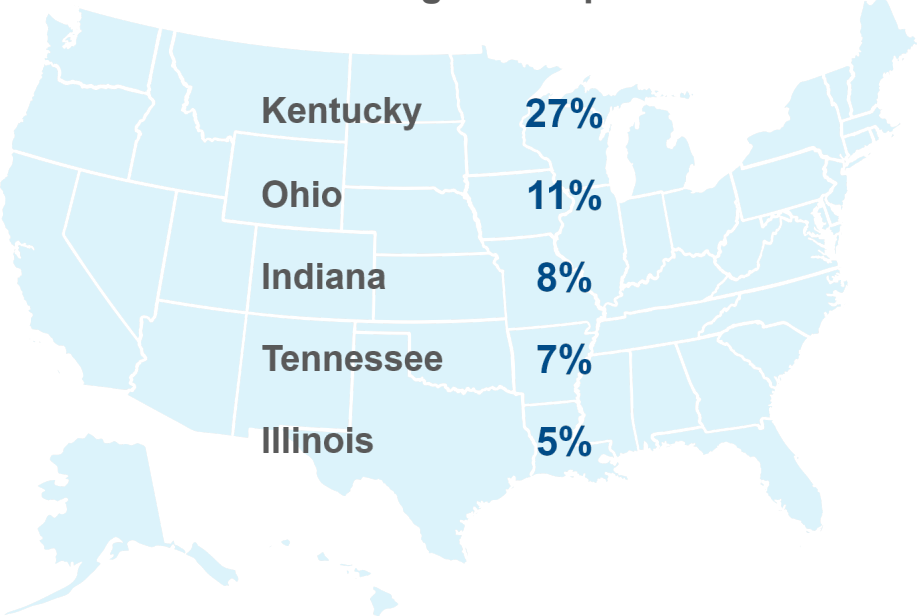 Kentucky 27%
Ohio 11%
Indiana 8%
Tennessee 7%
Illinois 5%